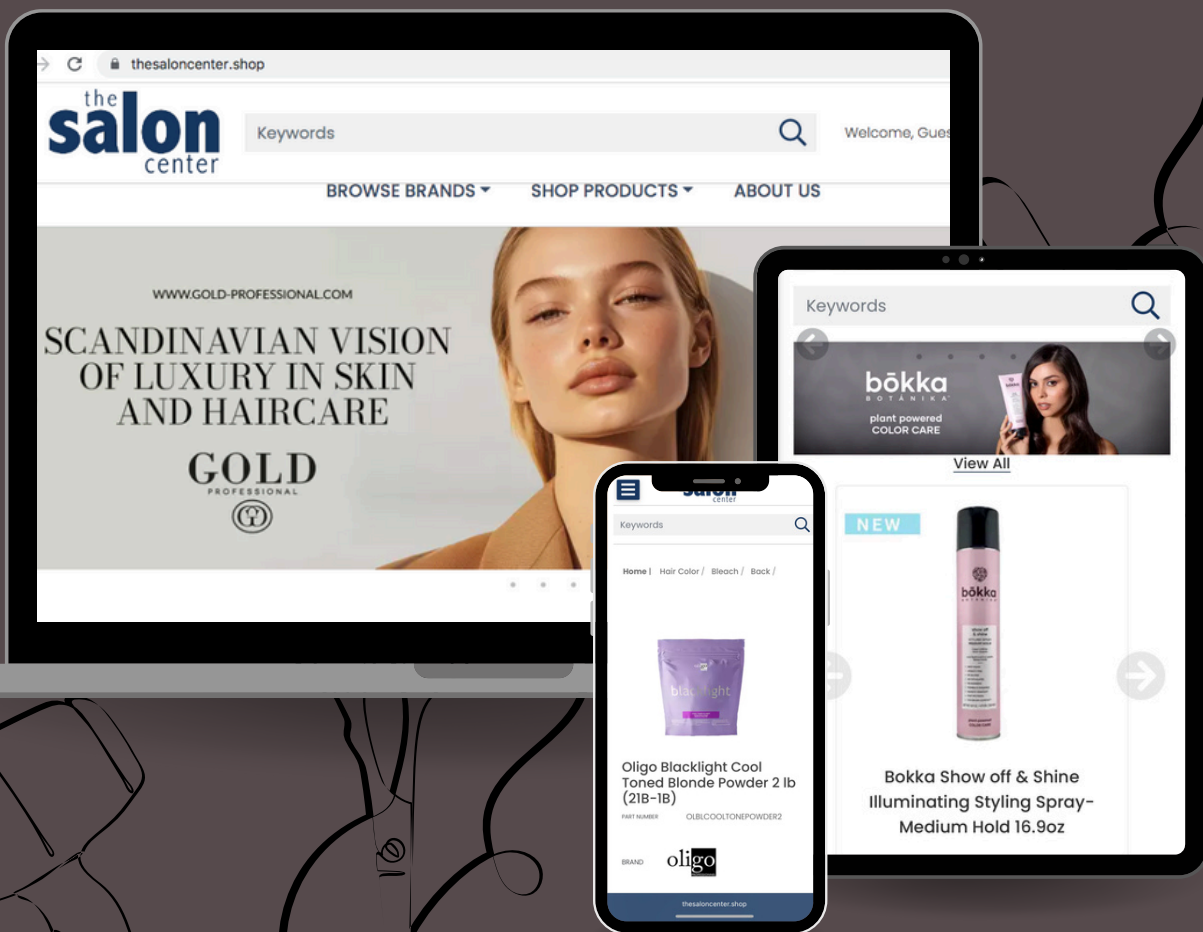 thesaloncenter.shop
the
salon
center
Keywords
Welcome, Gues
BROWSE BRANDS
SHOP PRODUCTS
ABOUT US
WWW.GOLD-PROFESSIONAL.COM
SCANDINAVIAN VISION
OF LUXURY IN SKIN
AND HAIRCARE
GOLD
PROFESSIONAL
Keywords
bōkka
BOTÁNIKA
plant powered
COLOR CARE
View All
NEW
bōkka
Bokka Show off & Shine
Illuminating Styling Spray-
Medium Hold 16.9oz
salon
center
Keywords
Home | Hair Color / Bleach / Back /
blacklight
Oligo Blacklight Cool
Toned Blonde Powder 2 lb
(21B-1B)
PART NUMBER OLBLCOOLTONEPOWDER2
BRAND oligo
thesaloncenter.shop